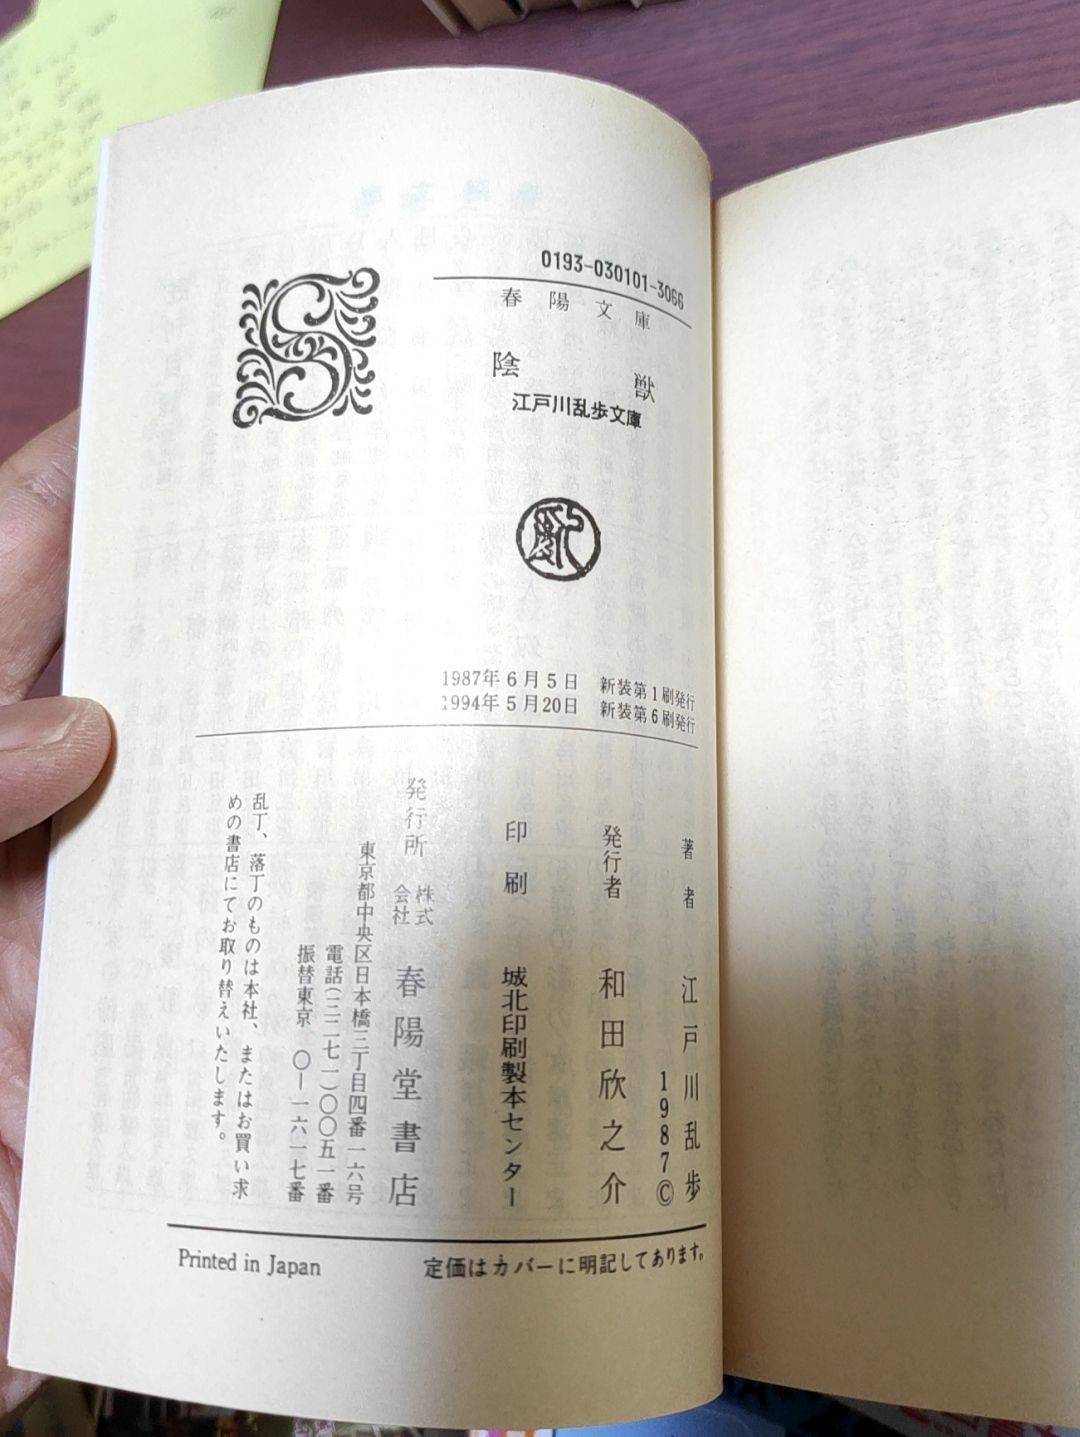 0193-030101-3066
春陽文庫
陰獣
江戸川乱歩文庫
1987年6月5日 新装第1刷発行
1994年5月20日 新装第6刷発行
著者 江戸川乱歩
1987©
発行者 和田欣之介
印刷 城北印刷製本センター
発行所 株式会社 春陽堂書店
東京都中央区日本橋三丁目四番一六号
電話(三二七一)〇〇五一番
振替東京 〇—一六一七番
乱丁、落丁のものは本社、またはお買い求
めの書店にてお取り替えいたします。
Printed in Japan
定価はカバーに明記してあります。